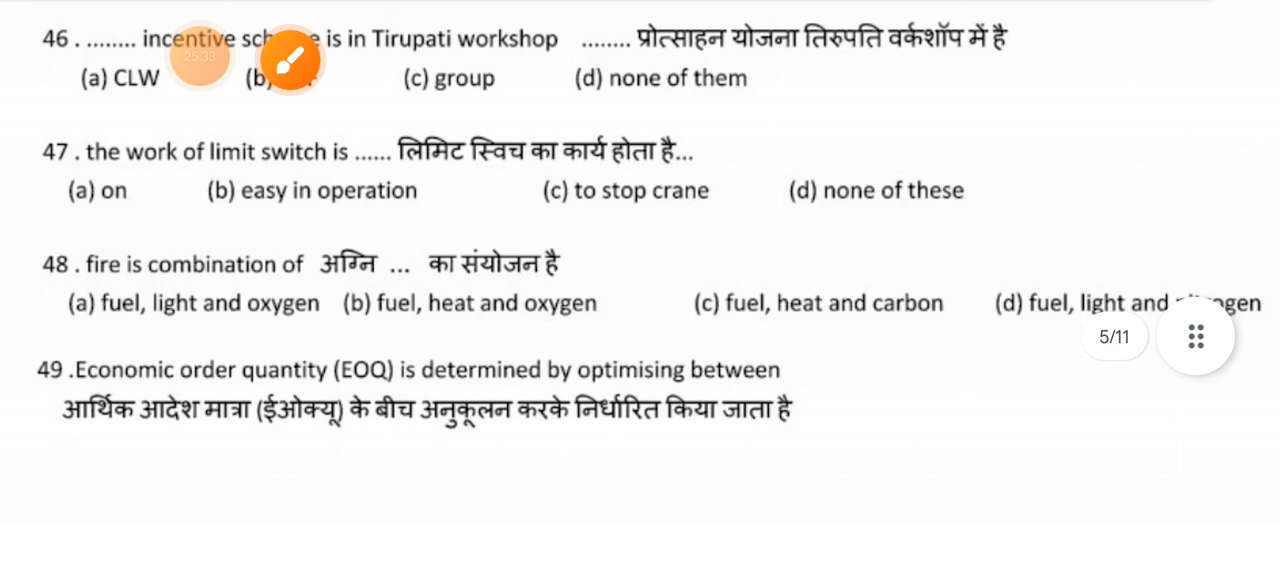 46 . ........ incentive is in Tirupati workshop ........ प्रोत्साहन योजना तिरुपति वर्कशॉप में है
25:33
(a) CLW (b) (c) group (d) none of them
47 . the work of limit switch is ...... लिमिट स्विच का कार्य होता है...
(a) on (b) easy in operation (c) to stop crane (d) none of these
48 . fire is combination of अग्नि ... का संयोजन है
(a) fuel, light and oxygen (b) fuel, heat and oxygen (c) fuel, heat and carbon (d) fuel, light and
5/11
49 .Economic order quantity (EOQ) is determined by optimising between
आर्थिक आदेश मात्रा (ईओक्यू) के बीच अनुकूलन करके निर्धारित किया जाता है